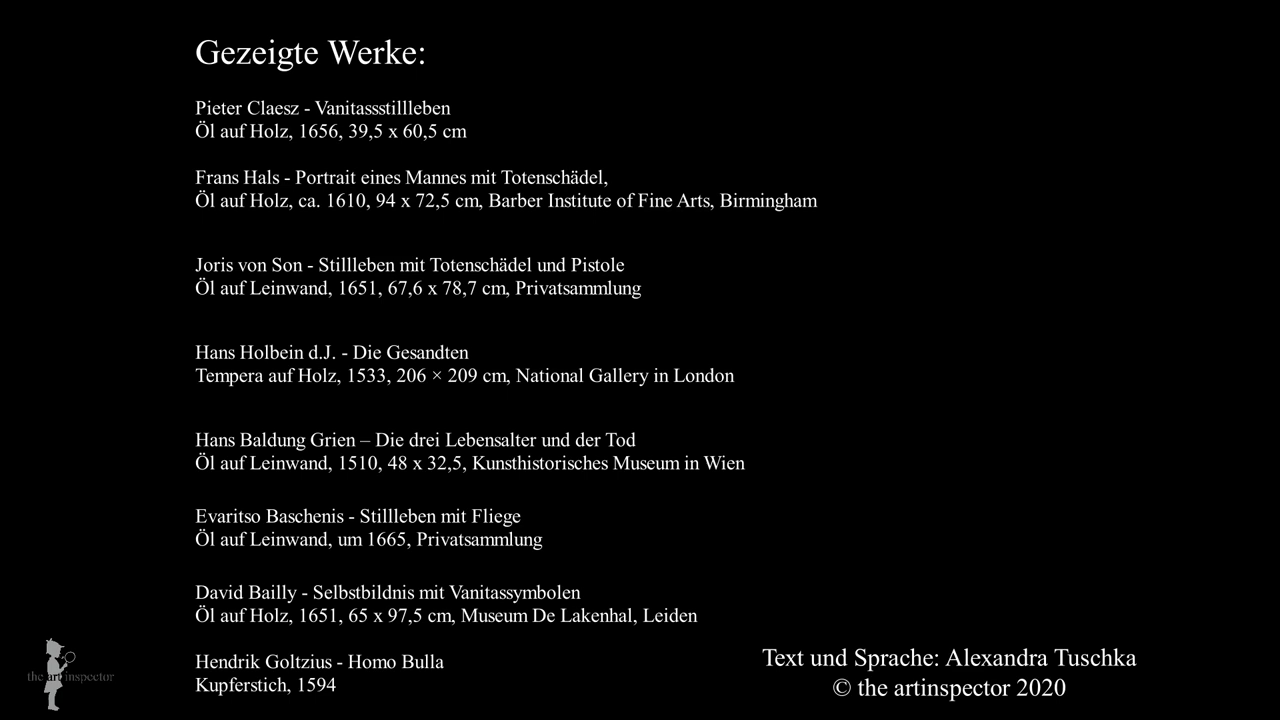 Gezeigte Werke:
Pieter Claesz - Vanitassstillleben
Öl auf Holz, 1656, 39,5 x 60,5 cm
Frans Hals - Portrait eines Mannes mit Totenschädel,
Öl auf Holz, ca. 1610, 94 x 72,5 cm, Barber Institute of Fine Arts, Birmingham
Joris von Son - Stillleben mit Totenschädel und Pistole
Öl auf Leinwand, 1651, 67,6 x 78,7 cm, Privatsammlung
Hans Holbein d.J. - Die Gesandten
Tempera auf Holz, 1533, 206 × 209 cm, National Gallery in London
Hans Baldung Grien – Die drei Lebensalter und der Tod
Öl auf Leinwand, 1510, 48 x 32,5, Kunsthistorisches Museum in Wien
Evaritso Baschenis - Stillleben mit Fliege
Öl auf Leinwand, um 1665, Privatsammlung
David Bailly - Selbstbildnis mit Vanitassymbolen
Öl auf Holz, 1651, 65 x 97,5 cm, Museum De Lakenhal, Leiden
Hendrik Goltzius - Homo Bulla
Kupferstich, 1594
Text und Sprache: Alexandra Tuschka
© the artinspector 2020
the artinspector